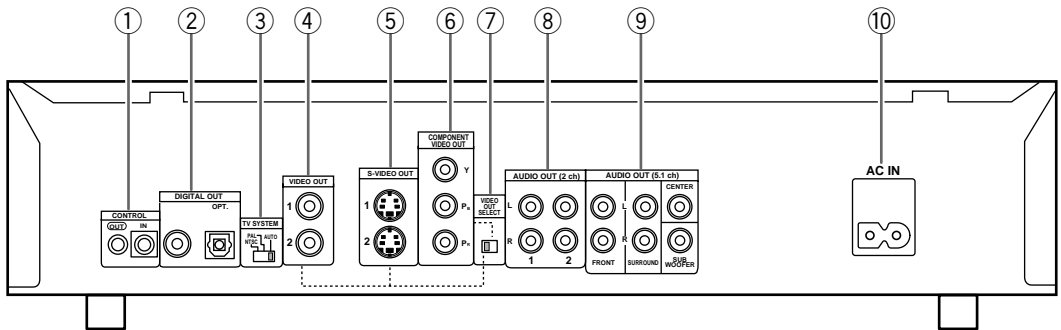 ① ② ③ ④ ⑤ ⑥ ⑦ ⑧ ⑨ ⑩
CONTROL
OUT IN
DIGITAL OUT
OPT.
TV SYSTEM
PAL AUTO
NTSC
VIDEO OUT
1
2
S-VIDEO OUT
1
2
COMPONENT
VIDEO OUT
Y
PB
PR
VIDEO
OUT
SELECT
AUDIO OUT (2 ch)
L
R
1 2
AUDIO OUT (5.1 ch)
L
R
FRONT SURROUND
CENTER
SUB
WOOFER
AC IN